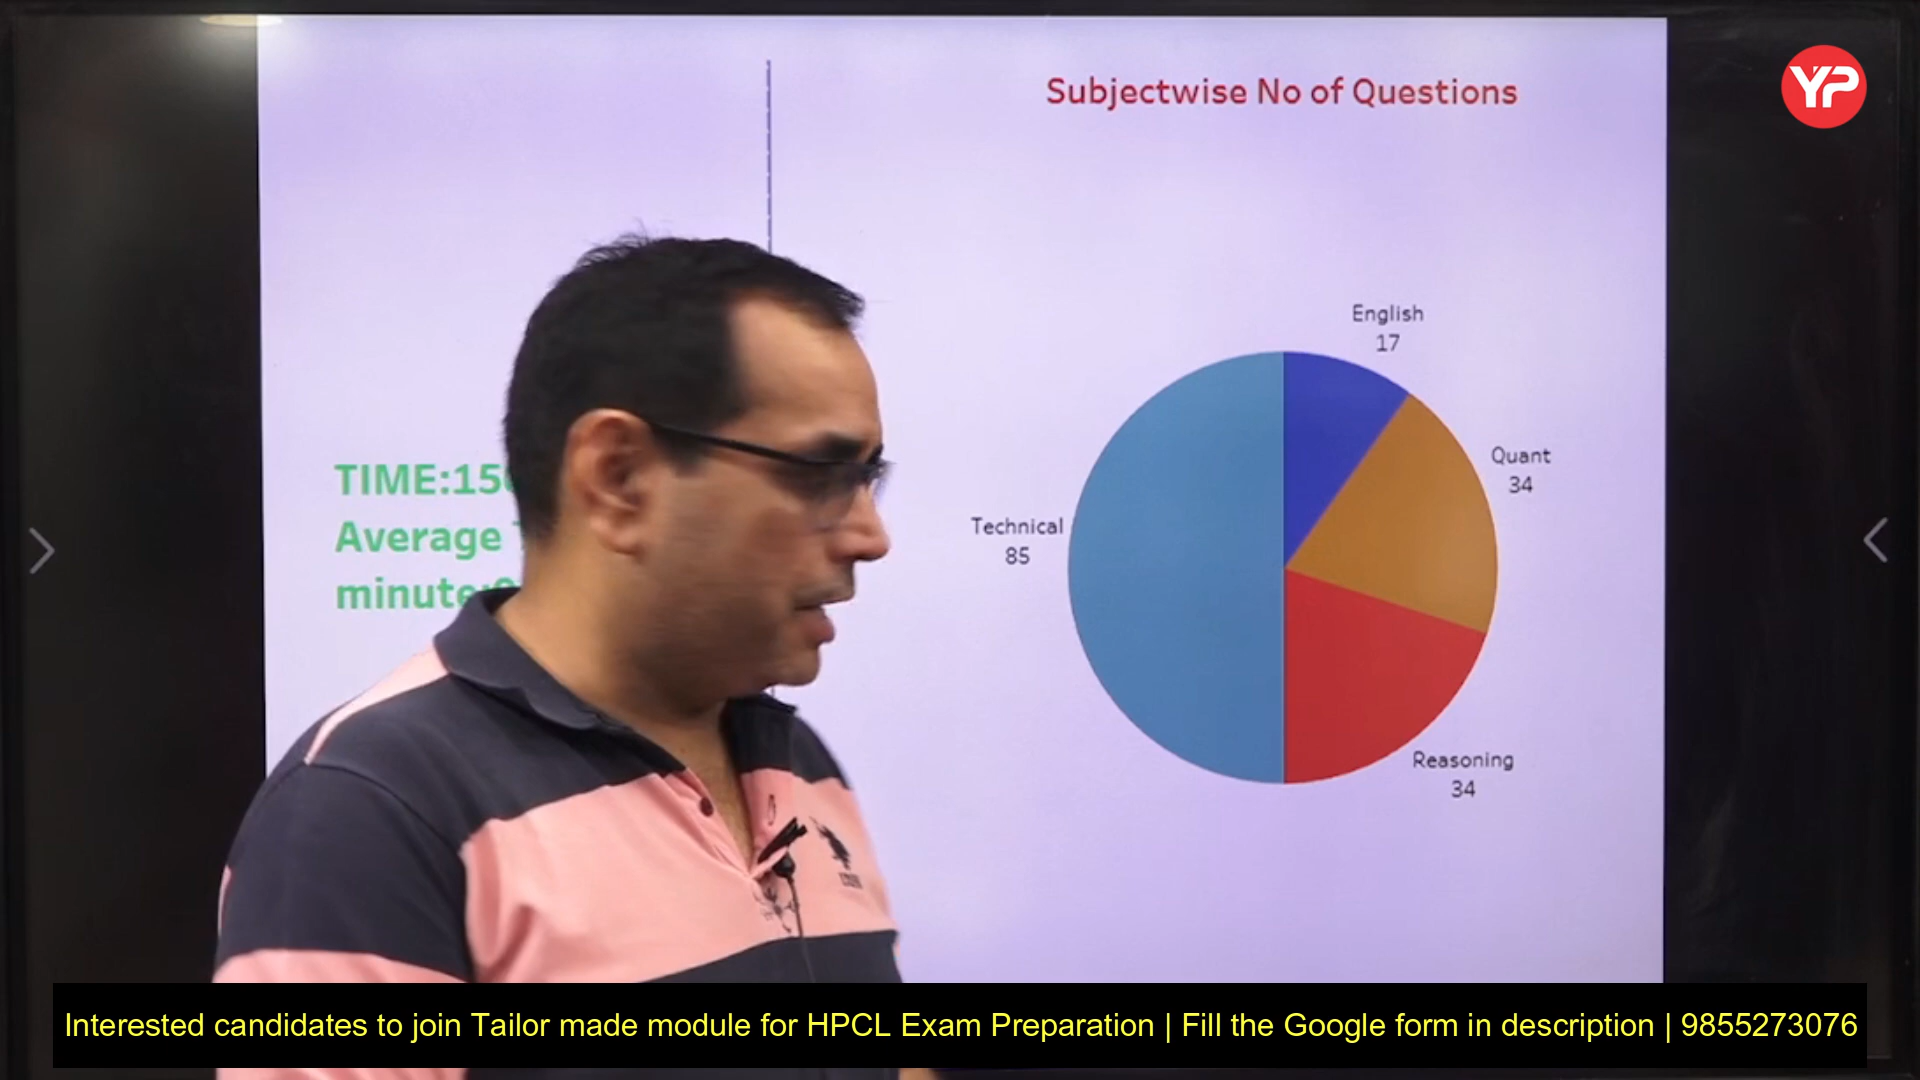 YP
Subjectwise No of Questions
English
17
Quant
34
Technical
85
Reasoning
34
TIME:15
Average
minute:
Interested candidates to join Tailor made module for HPCL Exam Preparation | Fill the Google form in description | 9855273076